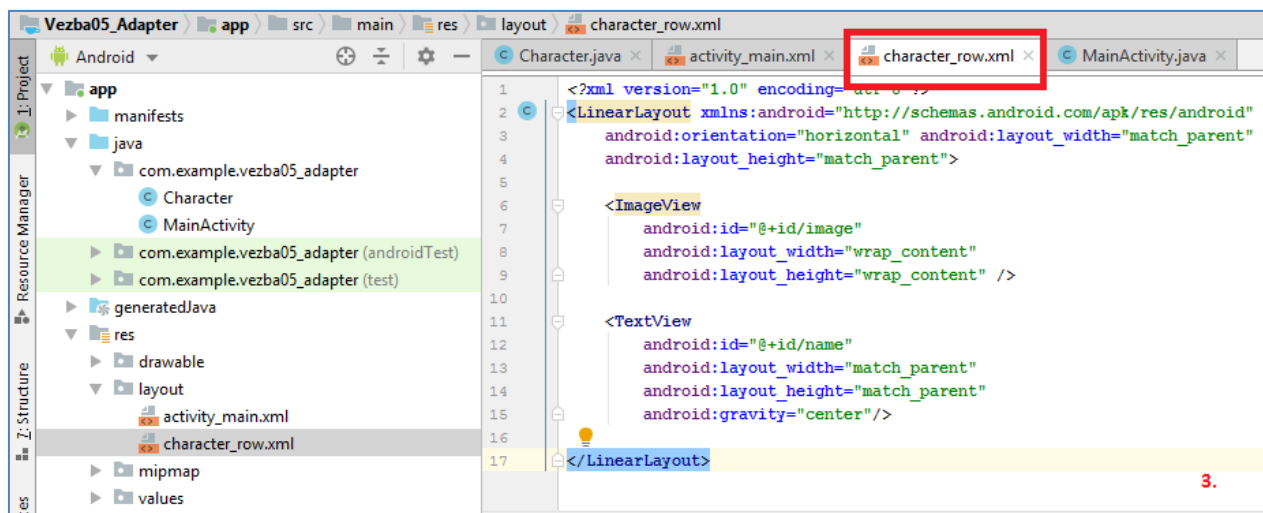 Vezba05_Adapter app src main res layout character_row.xml
1: Project
Resource Manager
Z: Structure
Android
app
manifests
java
com.example.vezba05_adapter
Character
MainActivity
com.example.vezba05_adapter (androidTest)
com.example.vezba05_adapter (test)
generatedJava
res
drawable
layout
activity_main.xml
character_row.xml
mipmap
values
Character.java activity_main.xml character_row.xml MainActivity.java
1 <?xml version="1.0" encoding="utf-8"?>
2 <LinearLayout xmlns:android="http://schemas.android.com/apk/res/android"
3 android:orientation="horizontal" android:layout_width="match_parent"
4 android:layout_height="match_parent">
5
6 <ImageView
7 android:id="@+id/image"
8 android:layout_width="wrap_content"
9 android:layout_height="wrap_content" />
10
11 <TextView
12 android:id="@+id/name"
13 android:layout_width="match_parent"
14 android:layout_height="match_parent"
15 android:gravity="center"/>
16
17 </LinearLayout>
3.